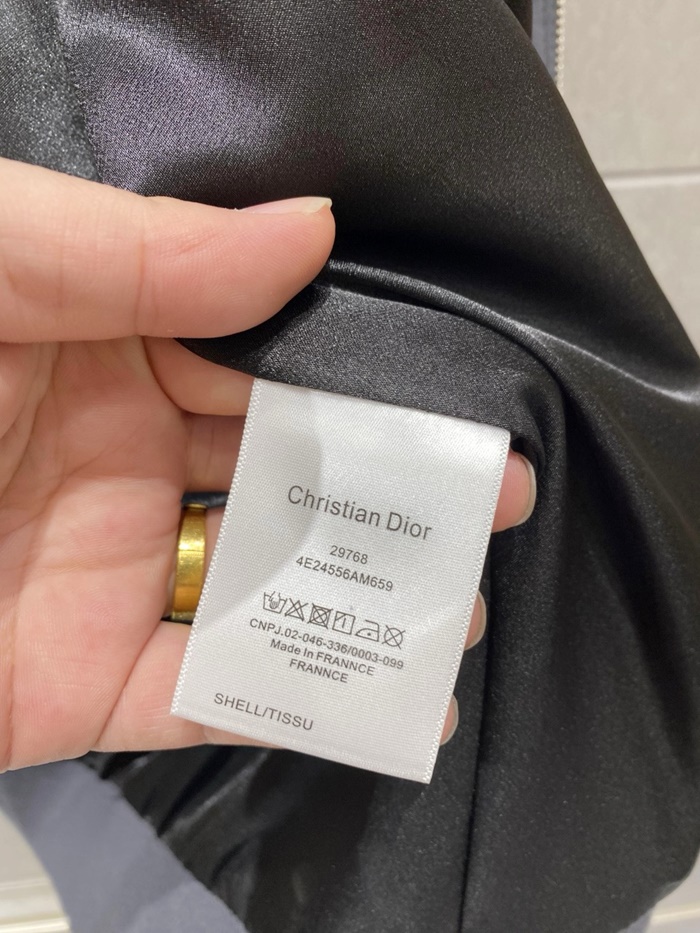 Christian Dior
29768
4E24556AM659
CNPJ.02-046-336/0003-099
Made In FRANNCE
FRANNCE
SHELL/TISSU